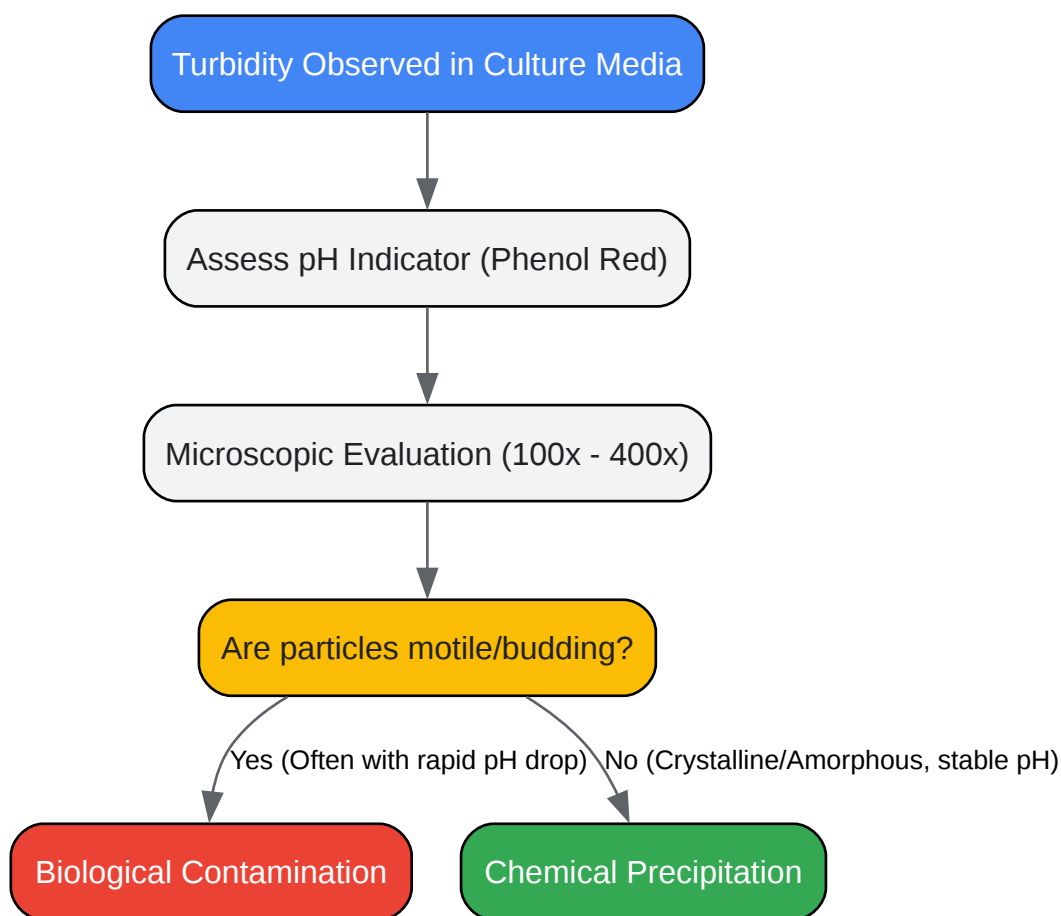 Turbidity Observed in Culture Media
Assess pH Indicator (Phenol Red)
Microscopic Evaluation (100x - 400x)
Are particles motile/budding?
Yes (Often with rapid pH drop)
No (Crystalline/Amorphous, stable pH)
Biological Contamination
Chemical Precipitation